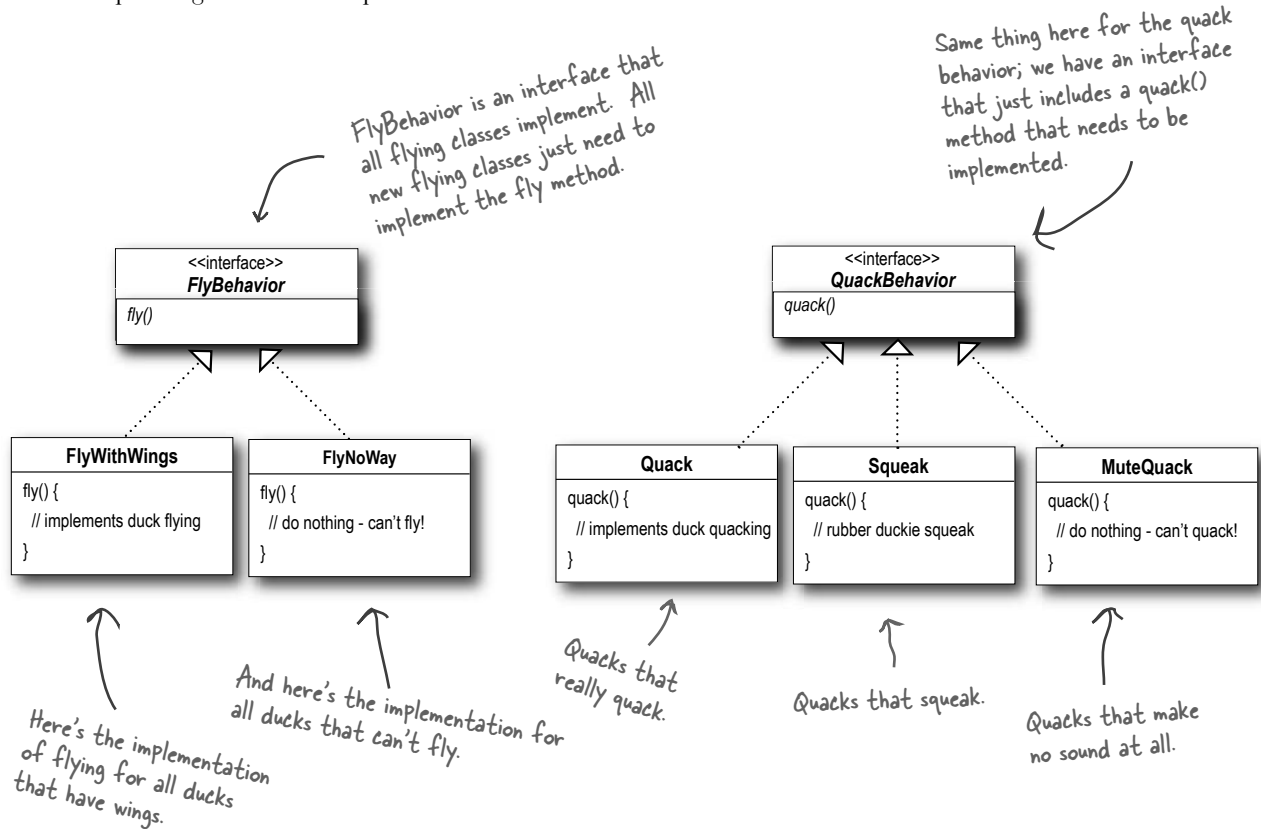 FlyBehavior is an interface that
all flying classes implement. All
new flying classes just need to
implement the fly method.
Same thing here for the quack
behavior; we have an interface
that just includes a quack()
method that needs to be
implemented.
<<interface>>
FlyBehavior
fly()
<<interface>>
QuackBehavior
quack()
FlyWithWings
fly() {
// implements duck flying
}
FlyNoWay
fly() {
// do nothing - can't fly!
}
Quack
quack() {
// implements duck quacking
}
Squeak
quack() {
// rubber duckie squeak
}
MuteQuack
quack() {
// do nothing - can't quack!
}
Here's the implementation
of flying for all ducks
that have wings.
And here's the implementation for
all ducks that can't fly.
Quacks that
really quack.
Quacks that squeak.
Quacks that make
no sound at all.